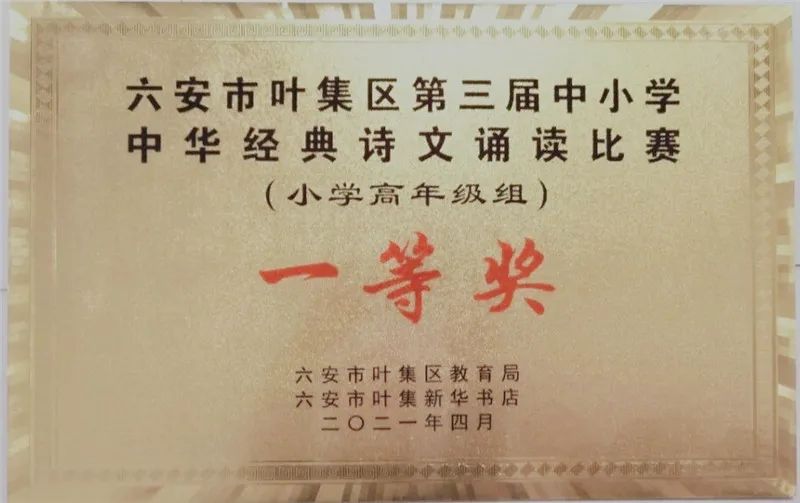 六安市叶集区第三届中小学
中华经典诗文诵读比赛
（小学高年级组）
一等奖
六安市叶集区教育局
六安市叶集新华书店
二〇二一年四月